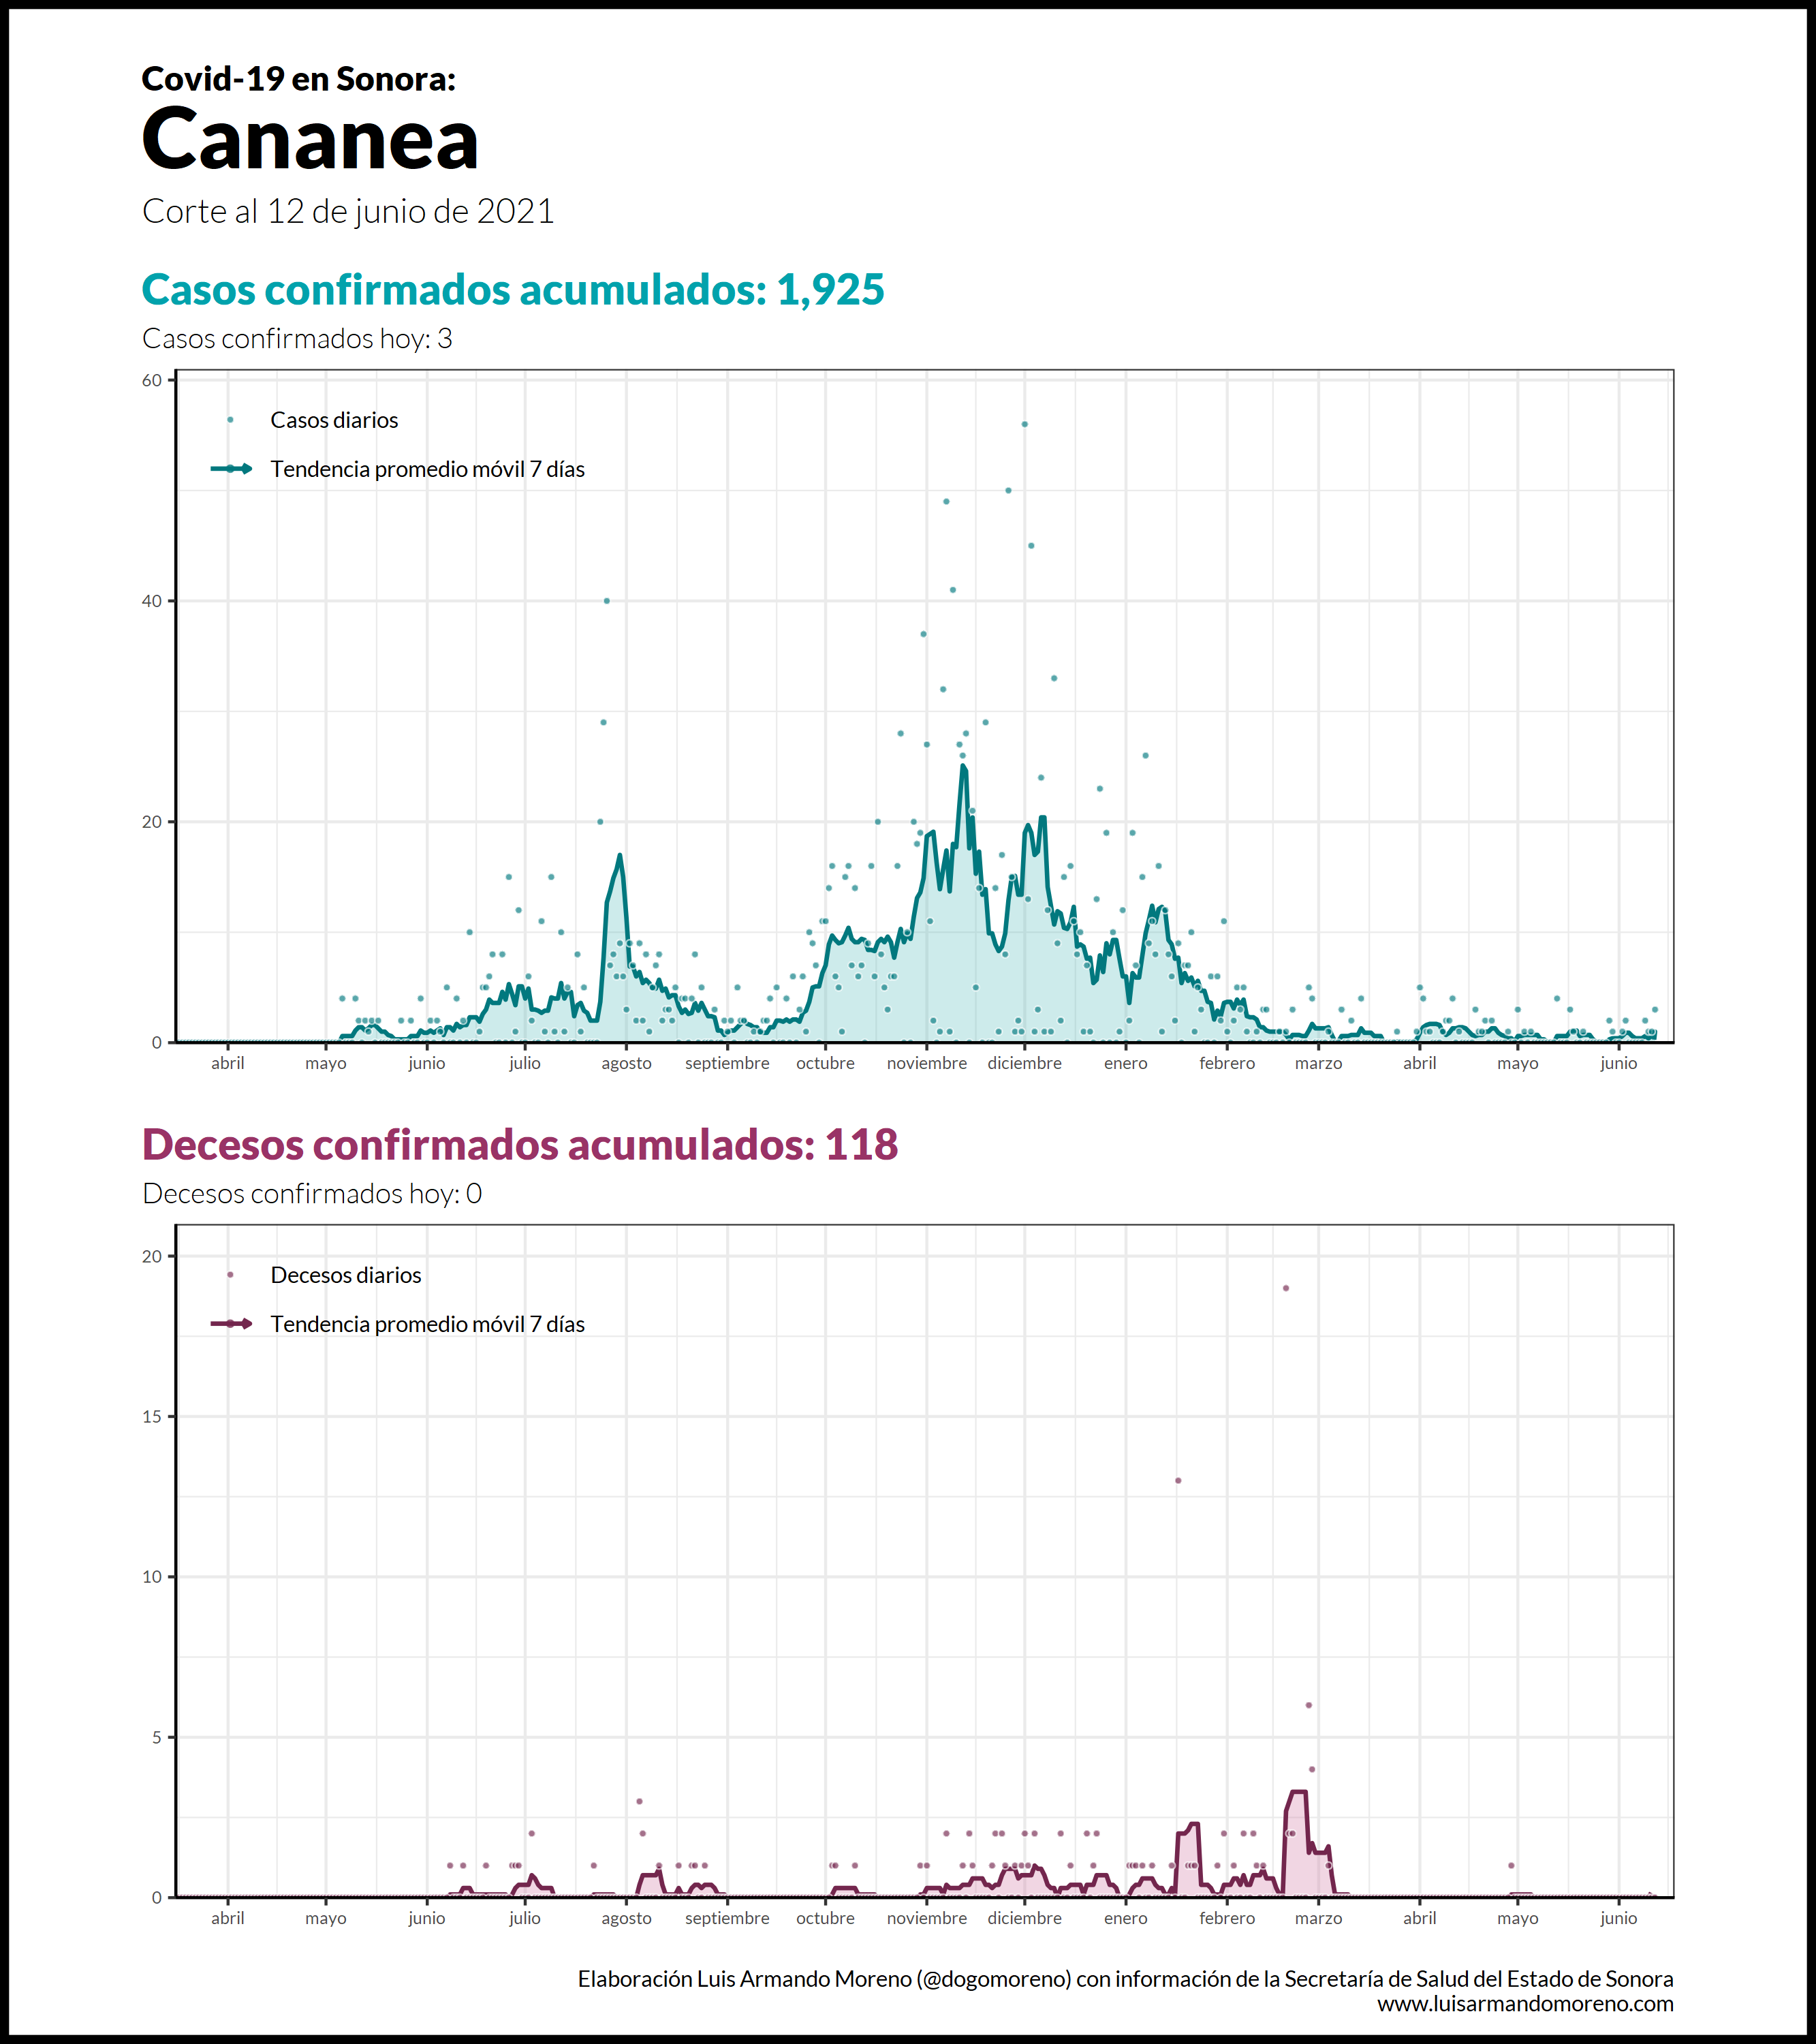 Covid-19 en Sonora:
Cananea
Corte al 12 de junio de 2021
Casos confirmados acumulados: 1,925
Casos confirmados hoy: 3
60
Casos diarios
Tendencia promedio móvil 7 días
40
20
0
abril mayo junio julio agosto septiembre octubre noviembre diciembre enero febrero marzo abril mayo junio
Decesos confirmados acumulados: 118
Decesos confirmados hoy: 0
20
Decesos diarios
Tendencia promedio móvil 7 días
15
10
5
0
abril mayo junio julio agosto septiembre octubre noviembre diciembre enero febrero marzo abril mayo junio
Elaboración Luis Armando Moreno (@dogomoreno) con información de la Secretaría de Salud del Estado de Sonora
www.luisarmandomoreno.com